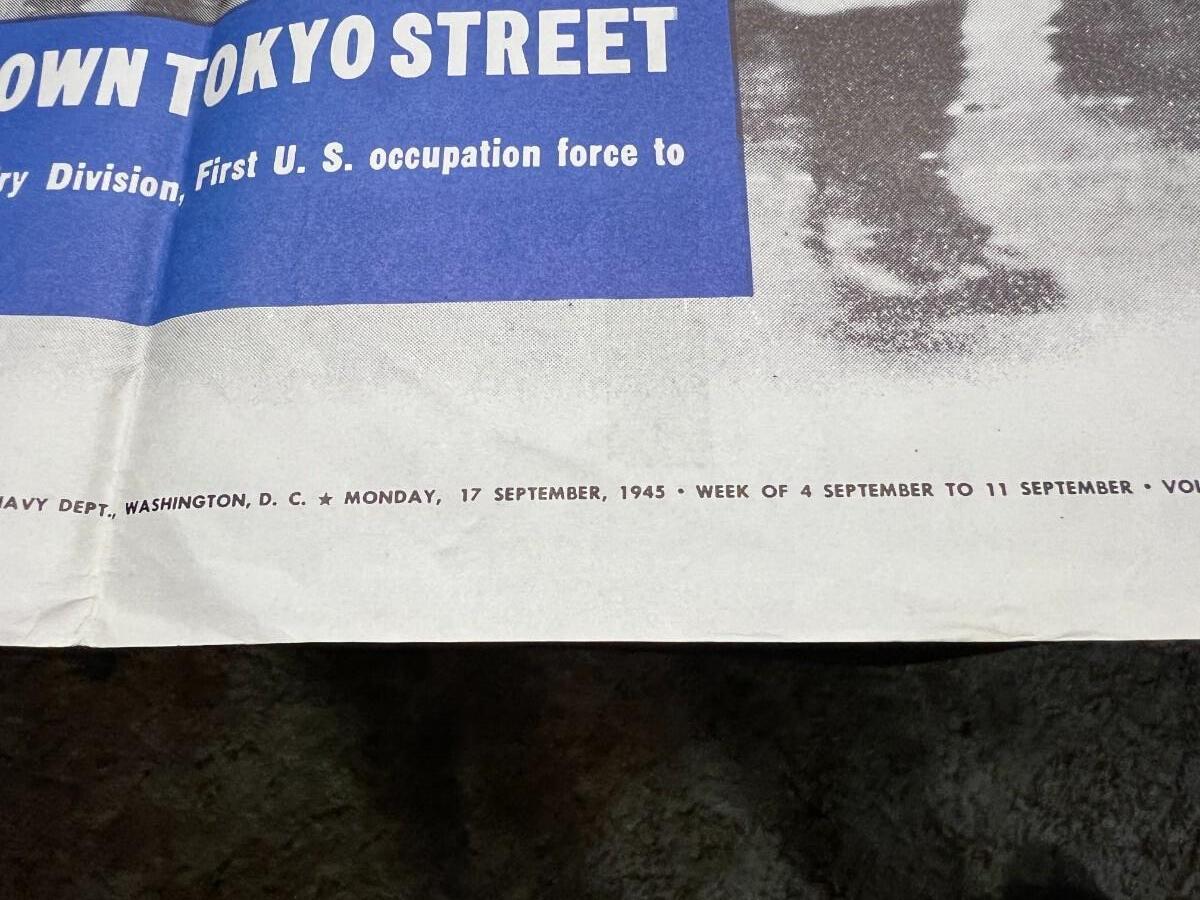 OWN TOKYO STREET
ry Division, First U. S. occupation force to
NAVY DEPT., WASHINGTON, D. C. ★ MONDAY, 17 SEPTEMBER, 1945 • WEEK OF 4 SEPTEMBER TO 11 SEPTEMBER • VOL